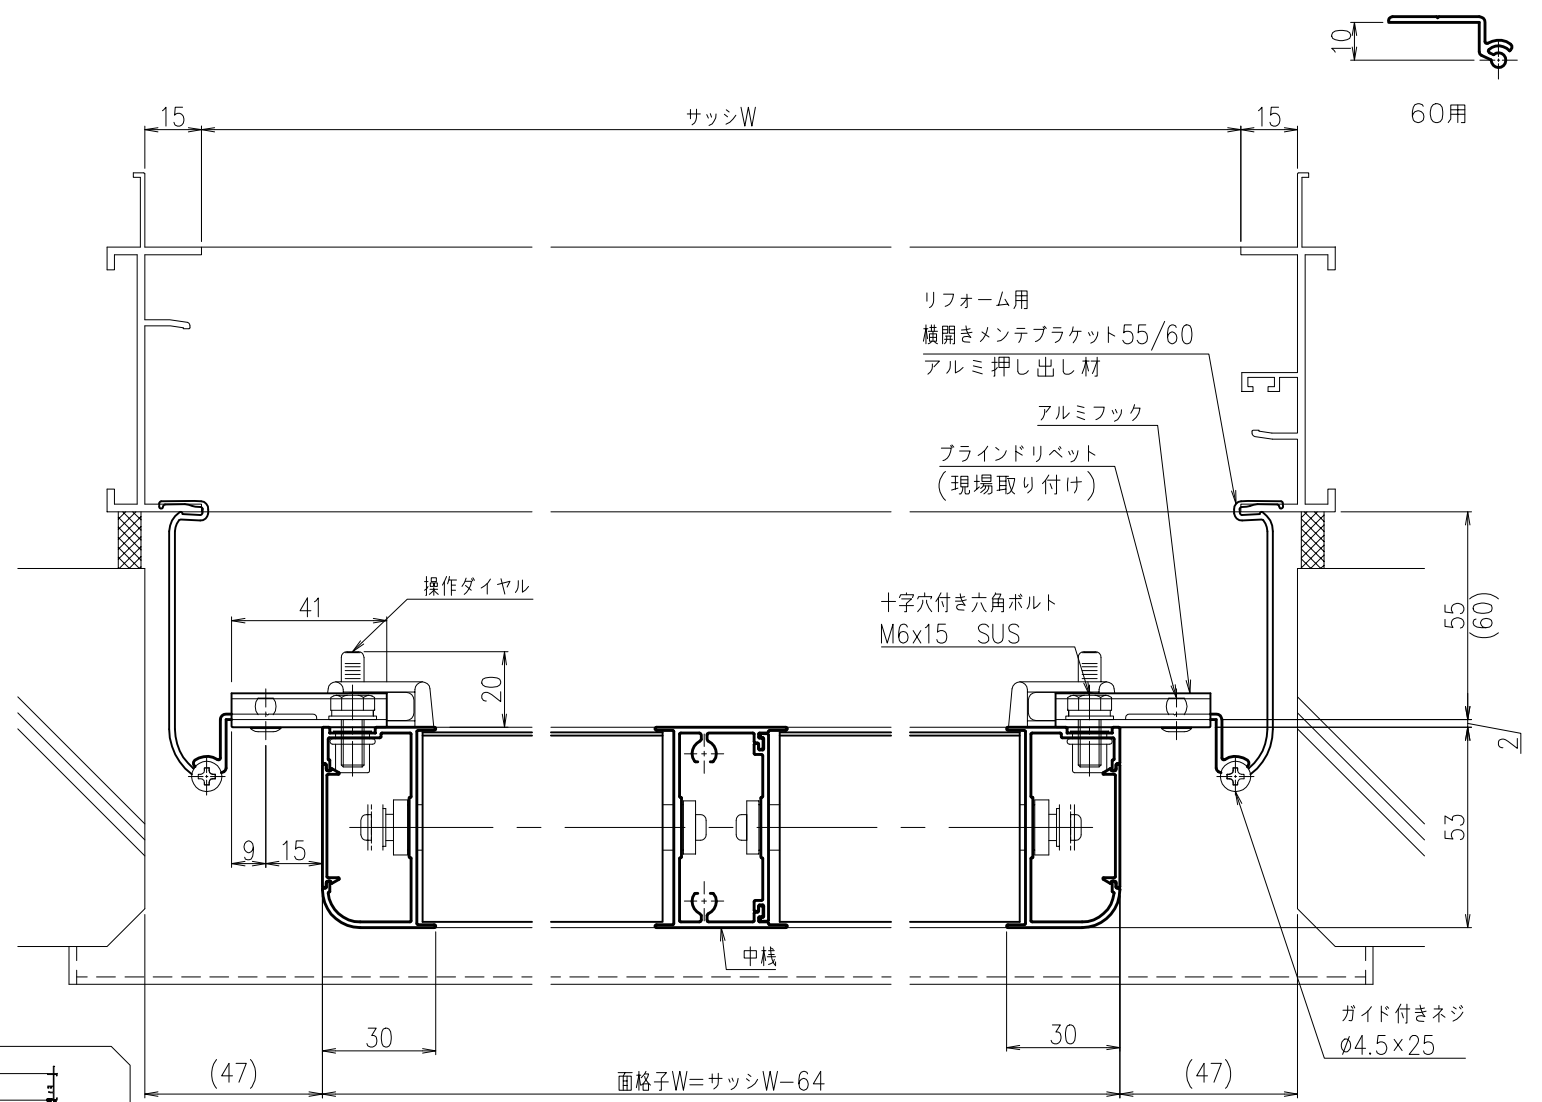 10
60用
15
サッシW
15
リフォーム用
横開きメンテブラケット55/60
アルミ押し出し材
アルミフック
ブラインドリベット
(現場取り付け)
操作ダイヤル
41
十字穴付き六角ボルト
M6x15 SUS
20
55
(60)
2
53
9
15
中桟
ガイド付きネジ
φ4.5×25
30
30
(47)
面格子W=サッシW-64
(47)